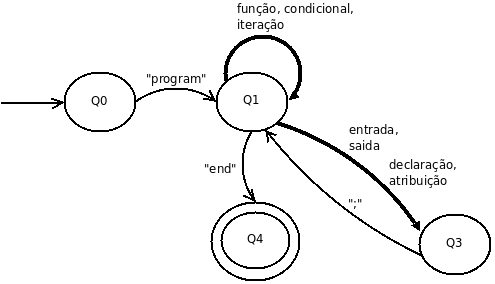 função, condicional,
iteração
"program"
Q0
Q1
entrada,
saida
declaração,
atribuição
"end"
";"
Q4
Q3